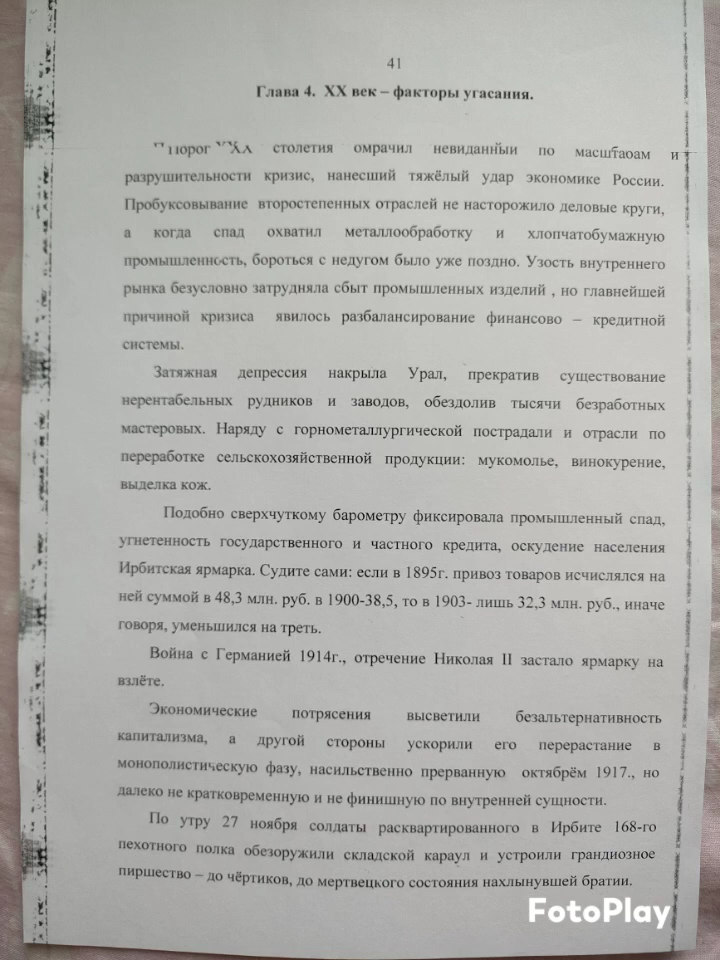 41
Глава 4. XX век – факторы угасания.
Порог XX столетия омрачил невиданный по масштабам и
разрушительности кризис, нанесший тяжёлый удар экономике России.
Пробуксовывание второстепенных отраслей не насторожило деловые круги,
а когда спад охватил металлообработку и хлопчатобумажную
промышленность, бороться с недугом было уже поздно. Узость внутреннего
рынка безусловно затрудняла сбыт промышленных изделий , но главнейшей
причиной кризиса явилось разбалансирование финансово – кредитной
системы.
Затяжная депрессия накрыла Урал, прекратив существование
нерентабельных рудников и заводов, обездолив тысячи безработных
мастеровых. Наряду с горнометаллургической пострадали и отрасли по
переработке сельскохозяйственной продукции: мукомолье, винокурение,
выделка кож.
Подобно сверхчуткому барометру фиксировала промышленный спад,
угнетенность государственного и частного кредита, оскудение населения
Ирбитская ярмарка. Судите сами: если в 1895г. привоз товаров исчислялся на
ней суммой в 48,3 млн. руб. в 1900-38,5, то в 1903- лишь 32,3 млн. руб., иначе
говоря, уменьшился на треть.
Война с Германией 1914г., отречение Николая II застало ярмарку на
взлёте.
Экономические потрясения высветили безальтернативность
капитализма, а другой стороны ускорили его перерастание в
монополистическую фазу, насильственно прерванную октябрём 1917., но
далеко не кратковременную и не финишную по внутренней сущности.
По утру 27 ноября солдаты расквартированного в Ирбите 168-го
пехотного полка обезоружили складской караул и устроили грандиозное
пиршество – до чёртиков, до мертвецкого состояния нахлынувшей братии.
FotoPlay